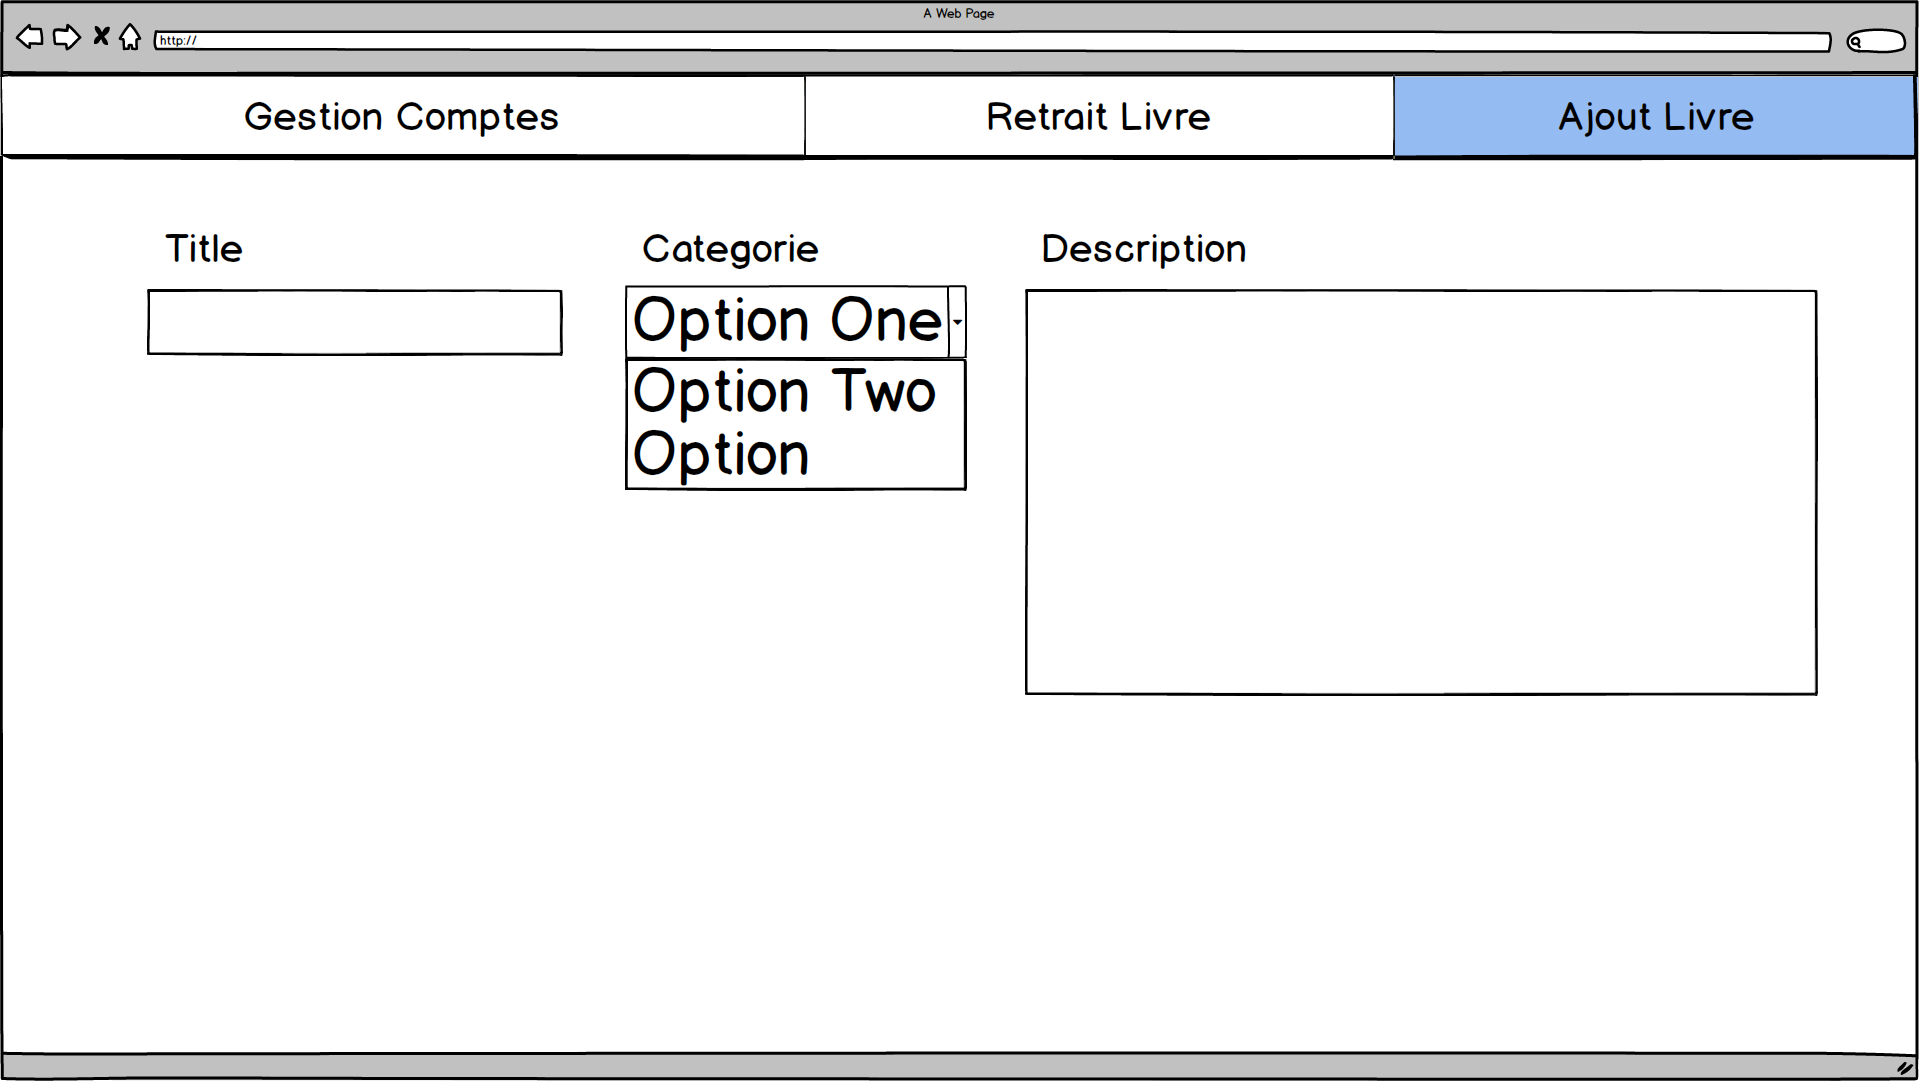 A Web Page
http://
Gestion Comptes
Retrait Livre
Ajout Livre
Title
Categorie
Description
Option One
Option Two
Option